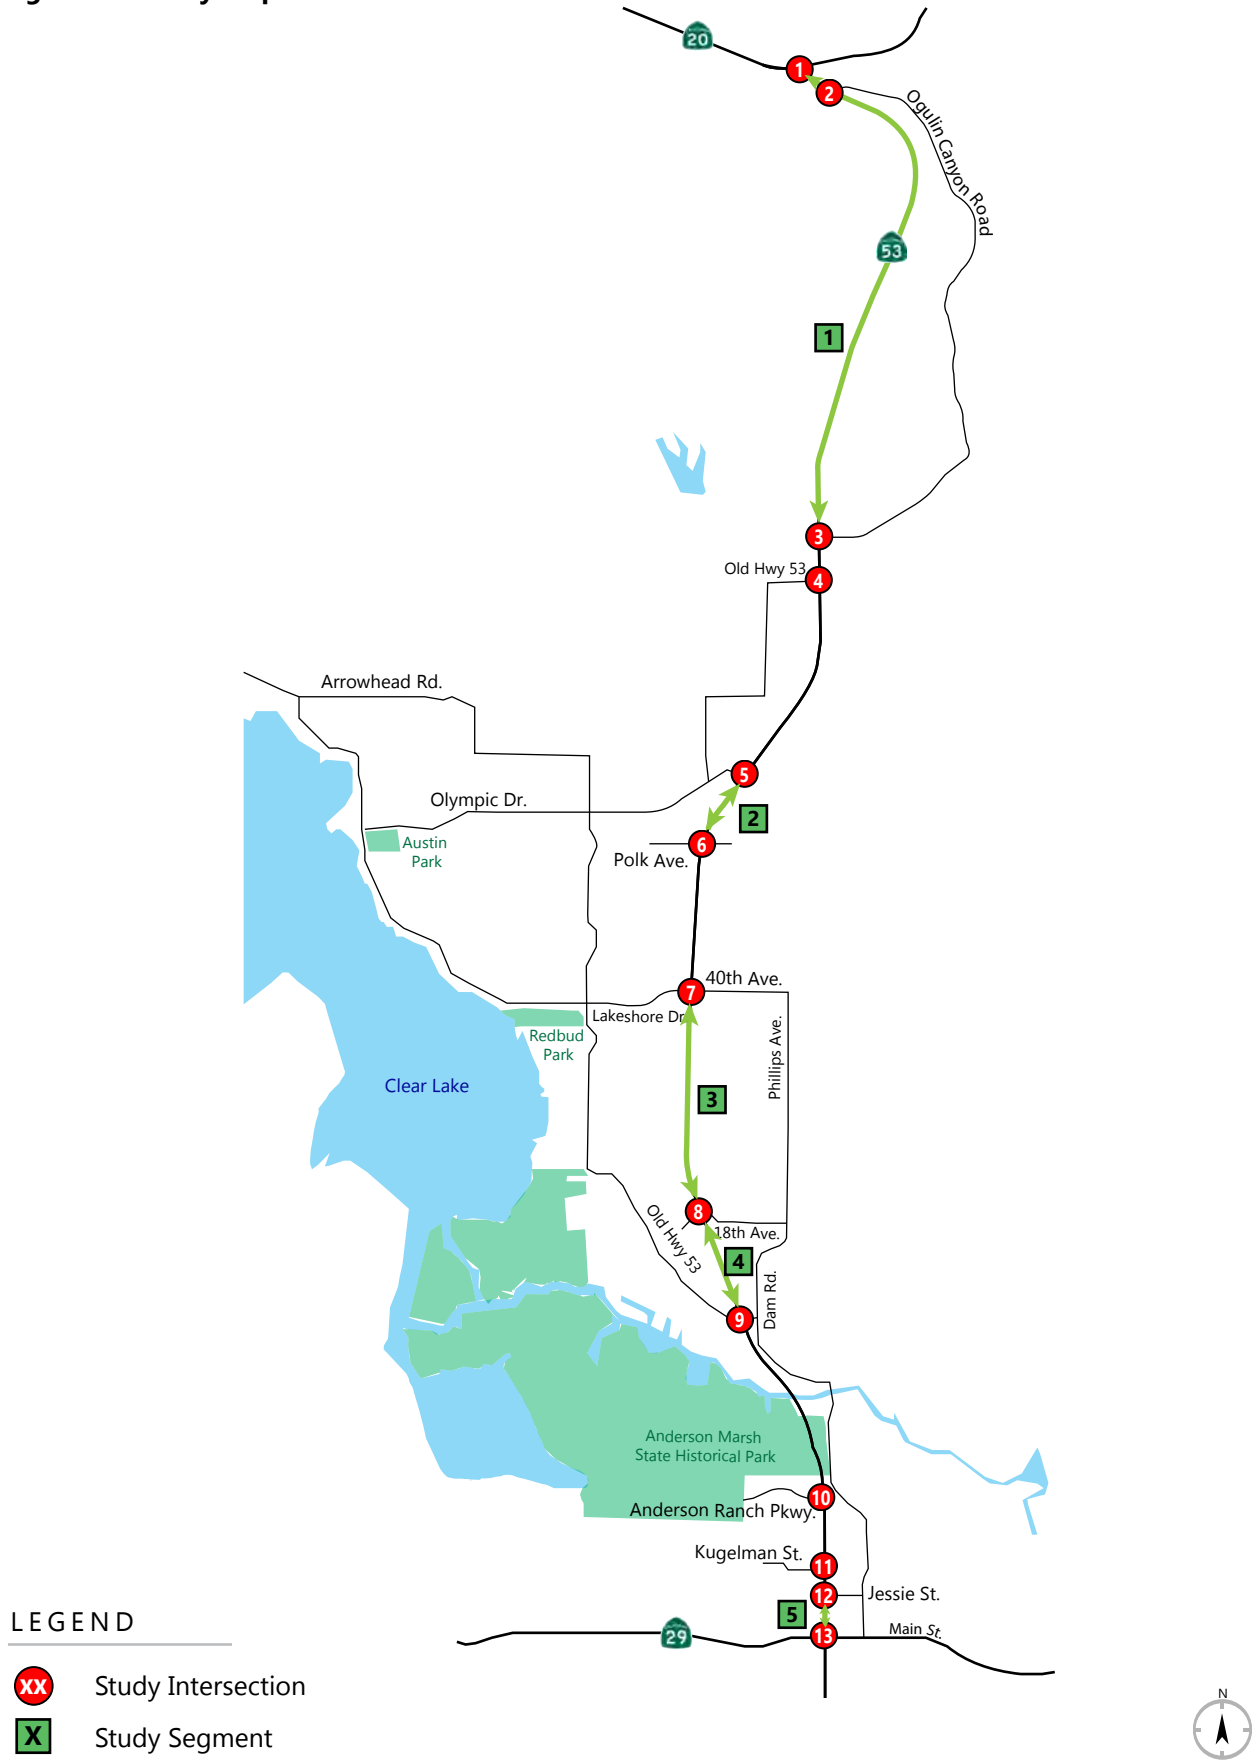 20
1
2
Ogulin Canyon Road
53
1
3
Old Hwy 53
4
Arrowhead Rd.
5
Olympic Dr.
2
Austin
Park
6
Polk Ave.
40th Ave.
7
Lakeshore Dr
Redbud
Park
Phillips Ave.
Clear Lake
3
8
Old Hwy 53
18th Ave.
4
Dam Rd.
9
Anderson Marsh
State Historical Park
10
Anderson Ranch Pkwy.
Kugelman St.
11
12
Jessie St.
5
29
13
Main St.
LEGEND
XX
Study Intersection
X
Study Segment
N